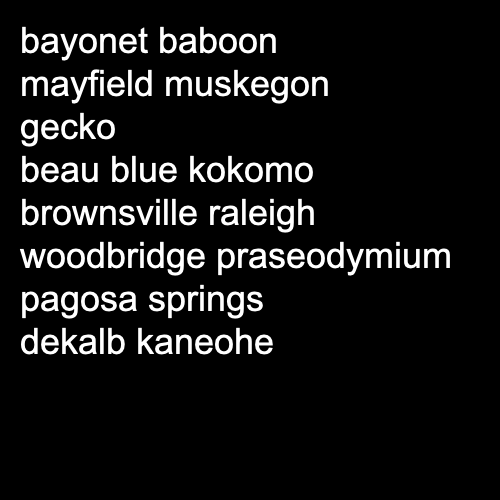 bayonet baboon
mayfield muskegon
gecko
beau blue kokomo
brownsville raleigh
woodbridge praseodymium
pagosa springs
dekalb kaneohe